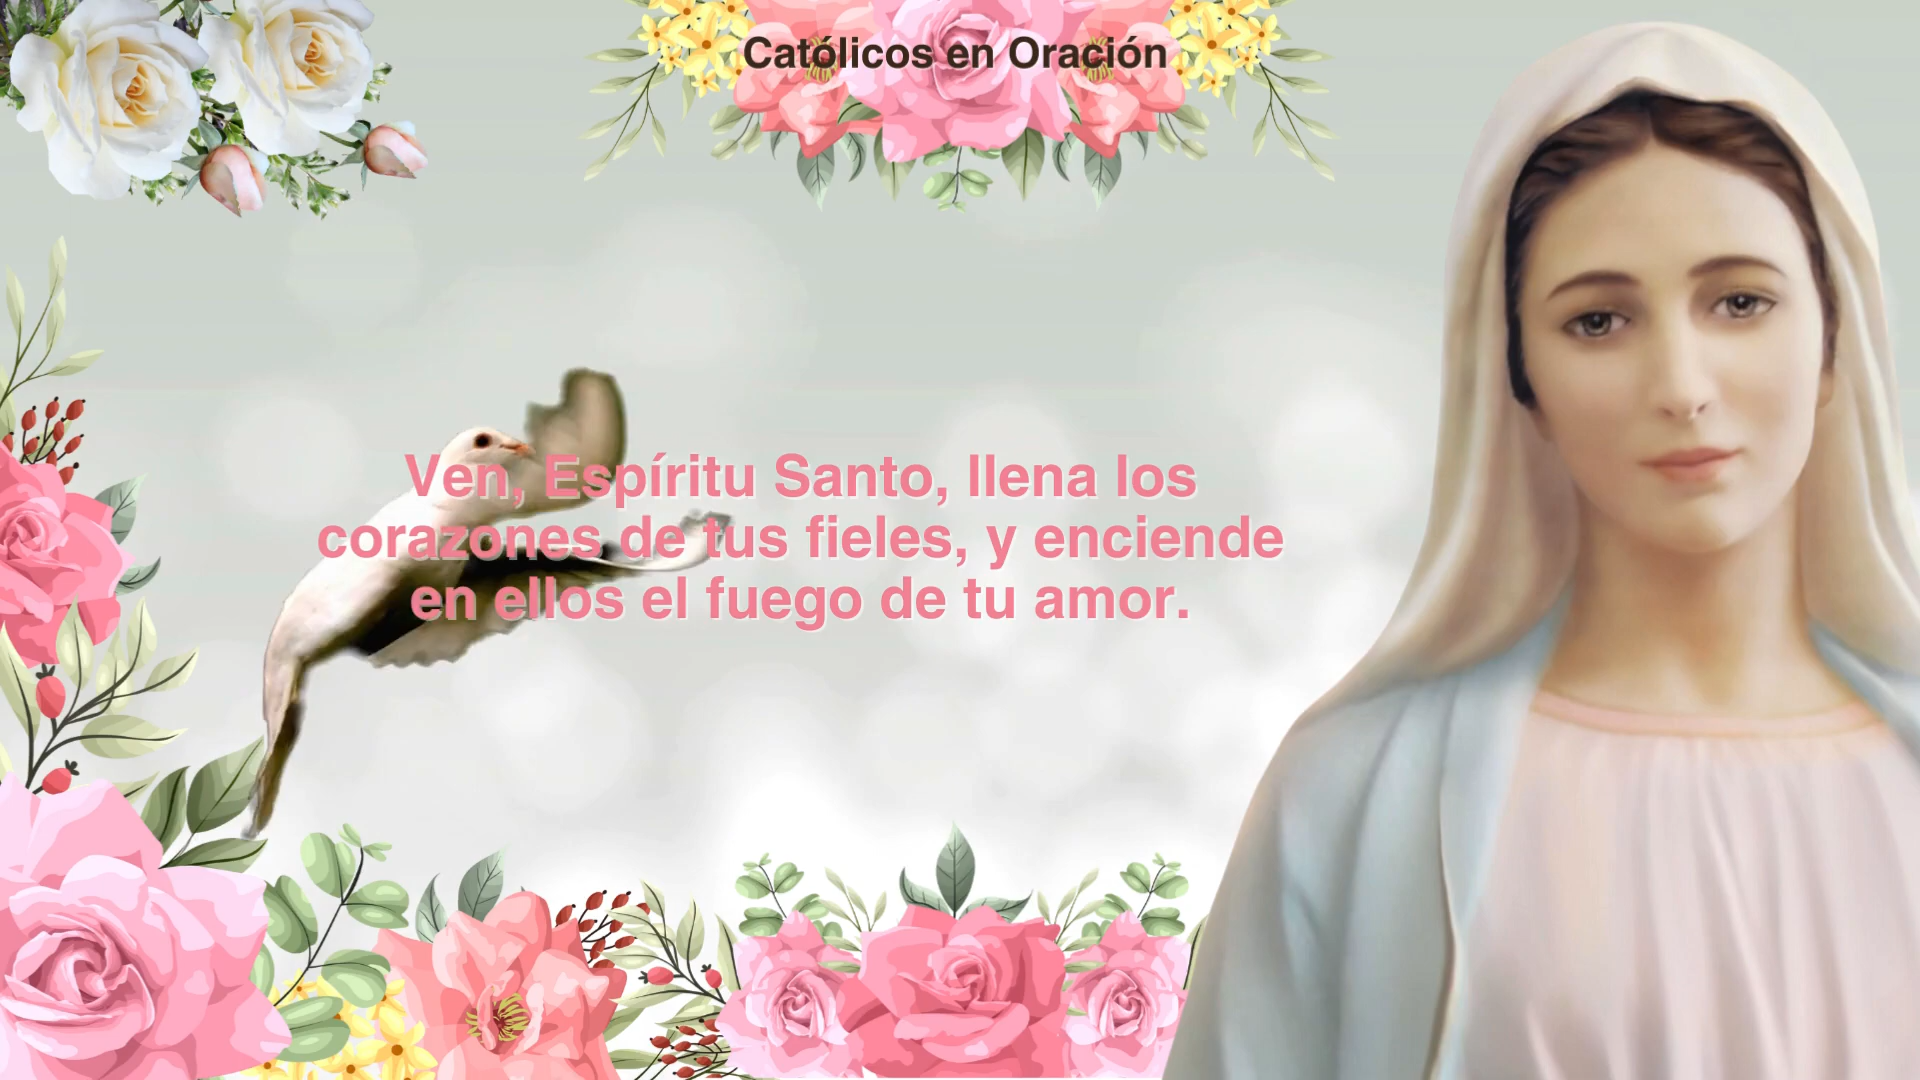 Católicos en Oración
Ven, Espíritu Santo, llena los
corazones de tus fieles, y enciende
en ellos el fuego de tu amor.